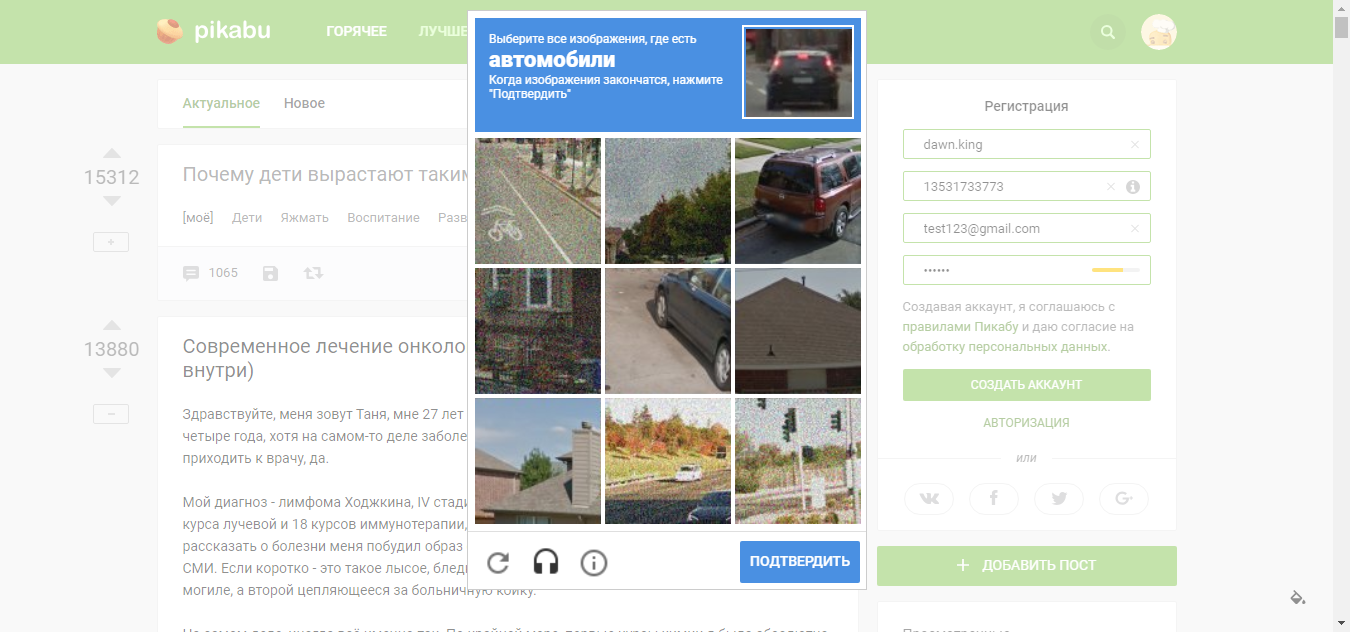 pikabu
ГОРЯЧЕЕ
ЛУЧШЕ
Актуальное
Новое
15312
Почему дети вырастают таким
[моё] Дети Яжмать Воспитание Разв
1065
13880
Современное лечение онколо
внутри)
Здравствуйте, меня зовут Таня, мне 27 лет
четыре года, хотя на самом-то деле заболе
приходить к врачу, да.
Мой диагноз - лимфома Ходжкина, IV стади
курса лучевой и 18 курсов иммунотерапии,
рассказать о болезни меня побудил образ
СМИ. Если коротко - это такое лысое, бледн
могиле, а второй цепляющееся за больничную койку.
Выберите все изображения, где есть
автомобили
Когда изображения закончатся, нажмите
"Подтвердить"
ПОДТВЕРДИТЬ
Регистрация
dawn.king
13531733773
test123@gmail.com
••••••
Создавая аккаунт, я соглашаюсь с
правилами Пикабу и даю согласие на
обработку персональных данных.
СОЗДАТЬ АККАУНТ
АВТОРИЗАЦИЯ
или
+ ДОБАВИТЬ ПОСТ